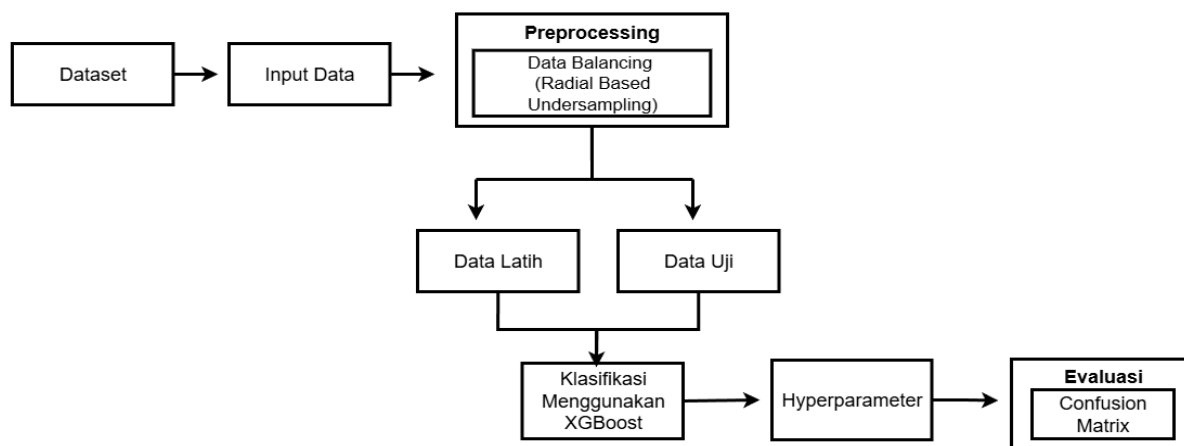 Dataset
Input Data
Preprocessing
Data Balancing
(Radial Based
Undersampling)
Data Latih
Data Uji
Klasifikasi
Menggunakan
XGBoost
Hyperparameter
Evaluasi
Confusion
Matrix